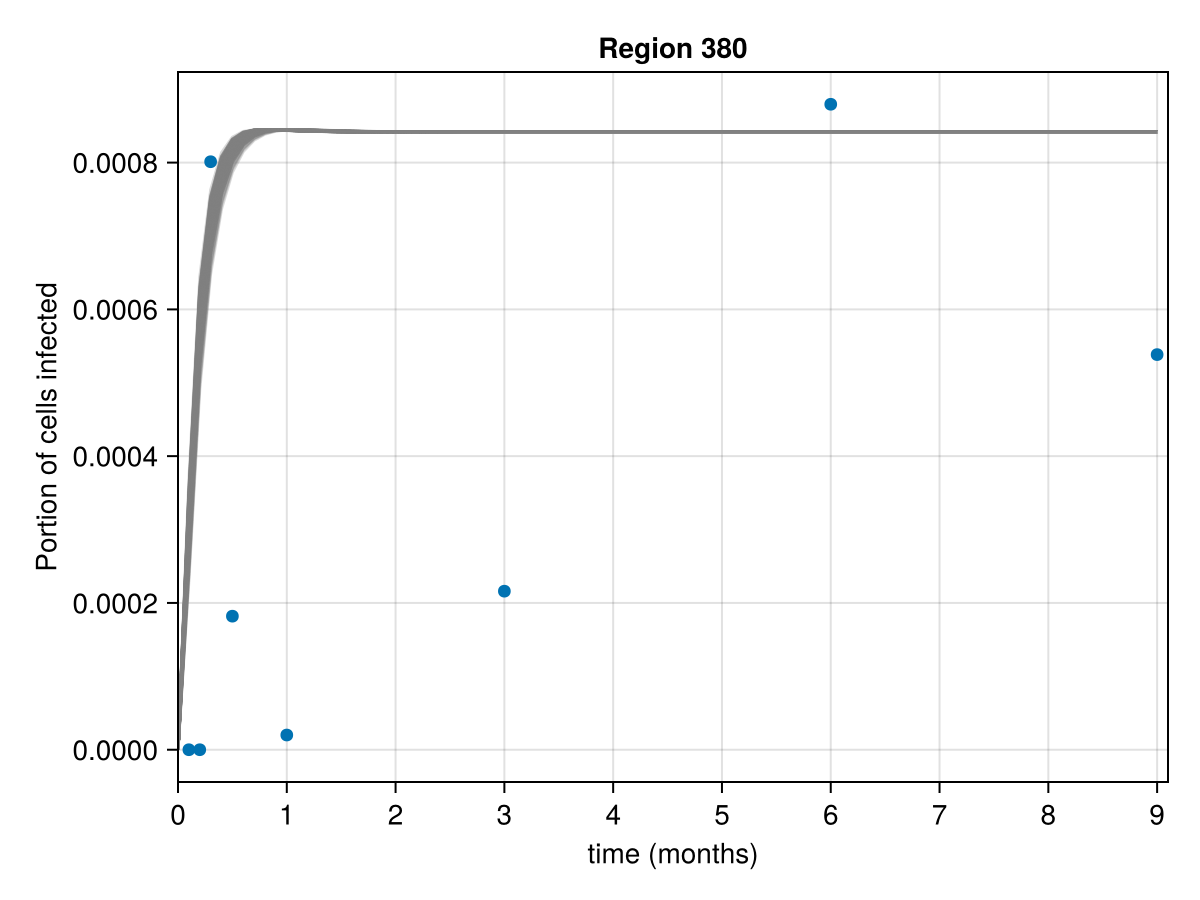 Region 380
Portion of cells infected
0.0008
0.0006
0.0004
0.0002
0.0000
0 1 2 3 4 5 6 7 8 9
time (months)